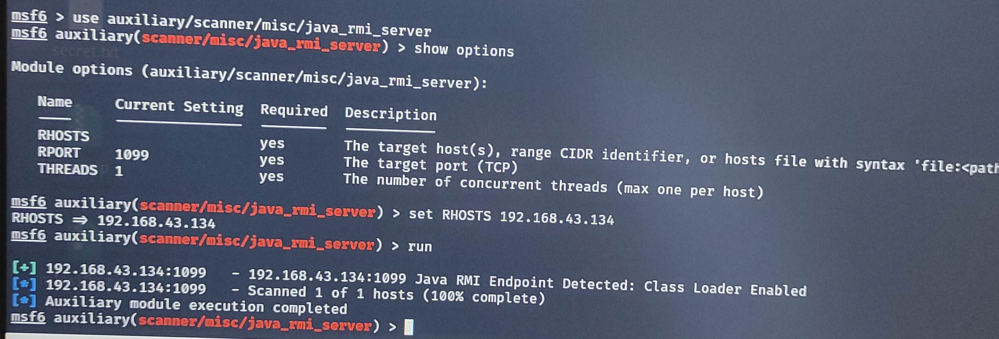 msf6 > use auxiliary/scanner/misc/java_rmi_server
msf6 auxiliary(scanner/misc/java_rmi_server) > show options
secret.txt
Module options (auxiliary/scanner/misc/java_rmi_server):
Name Current Setting Required Description
RHOSTS yes The target host(s), range CIDR identifier, or hosts file with syntax 'file:<path
RPORT 1099 yes The target port (TCP)
THREADS 1 yes The number of concurrent threads (max one per host)
msf6 auxiliary(scanner/misc/java_rmi_server) > set RHOSTS 192.168.43.134
RHOSTS ⇒ 192.168.43.134
msf6 auxiliary(scanner/misc/java_rmi_server) > run
[+] 192.168.43.134:1099 - 192.168.43.134:1099 Java RMI Endpoint Detected: Class Loader Enabled
[*] 192.168.43.134:1099 - Scanned 1 of 1 hosts (100% complete)
[*] Auxiliary module execution completed
msf6 auxiliary(scanner/misc/java_rmi_server) >